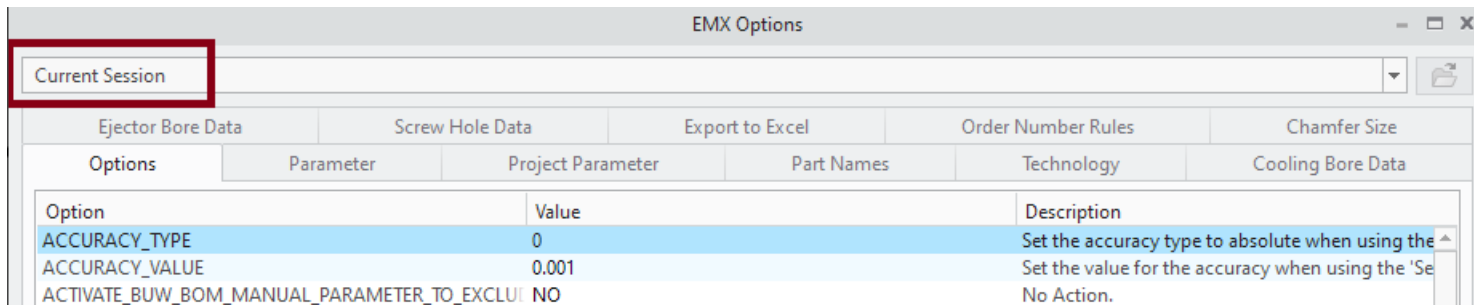 EMX Options
Current Session
Ejector Bore Data Screw Hole Data Export to Excel Order Number Rules Chamfer Size
Options Parameter Project Parameter Part Names Technology Cooling Bore Data
Option Value Description
ACCURACY_TYPE 0 Set the accuracy type to absolute when using the
ACCURACY_VALUE 0.001 Set the value for the accuracy when using the 'Se
ACTIVATE_BUW_BOM_MANUAL_PARAMETER_TO_EXCLU NO No Action.